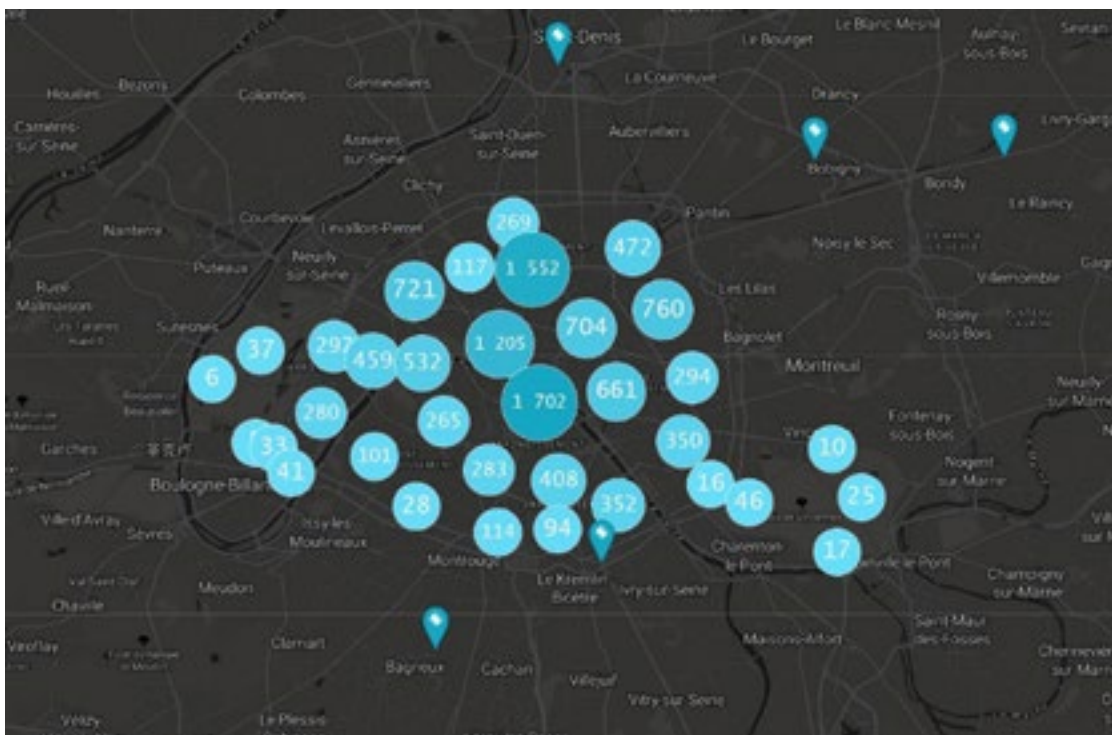 Le Blanc Mesnil
Denis
Le Bourget
Aulnay-
sous-Bois
La Courneuve
Gennevilliers
Bezons
Houilles
Colombes
Drancy
Carrières-
sur Seine
Asnières
sur-Seine
Saint-Ouen-
sur-Seine
Aubervilliers
Bobigny
Bondy
Clichy
Le Raincy
Courbevoie
Pantin
Nanterre
Levallois-Perret
269
472
Noisy le Sec
Neuilly
sur-Seine
117
1 552
Puteaux
Villemomble
721
Les Lilas
Rueil
Malmaison
760
704
Rosny
sous-Bois
Suresnes
1 205
Bagnolet
37
297
459
532
Montreuil
6
294
661
1 702
Neuilly-
sur-Marne
280
265
Fontenay-
sous-Bois
Garches
33
350
10
101
283
Nogent
sur-Marne
41
408
16
Boulogne-Billan
46
25
28
352
Ville d'Avray
Issy-les
Moulineaux
94
114
Sèvres
Charenton
le-Pont
17
Montrouge
Le Kremlin
Bicêtre
Ivry-sur-Seine
Meudon
Champigny
sur-Marne
Chaville
Saint-Maur
des-Fossés
Viroflay
Clamart
Maisons-Alfort
Bagneux
Cachan
Villejuif
Vitry-sur-Seine
Vélizy
Le Plessis